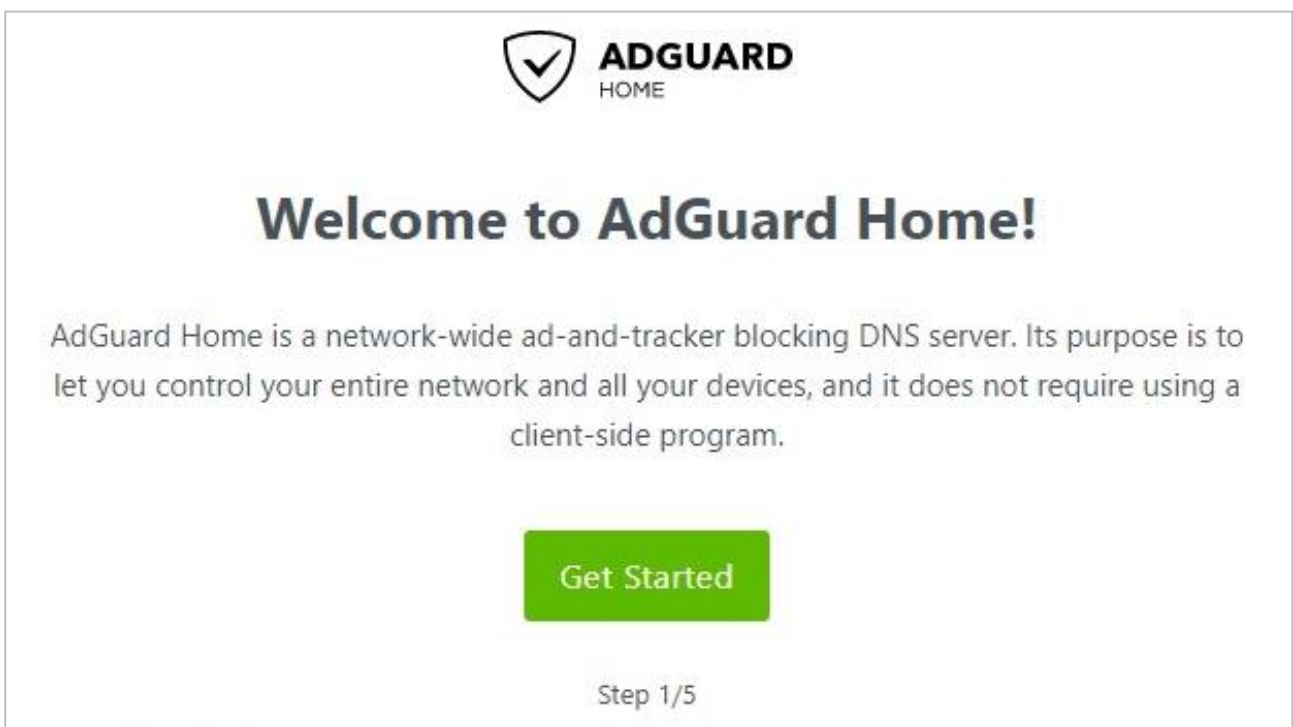 ADGUARD
HOME
Welcome to AdGuard Home!
AdGuard Home is a network-wide ad-and-tracker blocking DNS server. Its purpose is to
let you control your entire network and all your devices, and it does not require using a
client-side program.
Get Started
Step 1/5